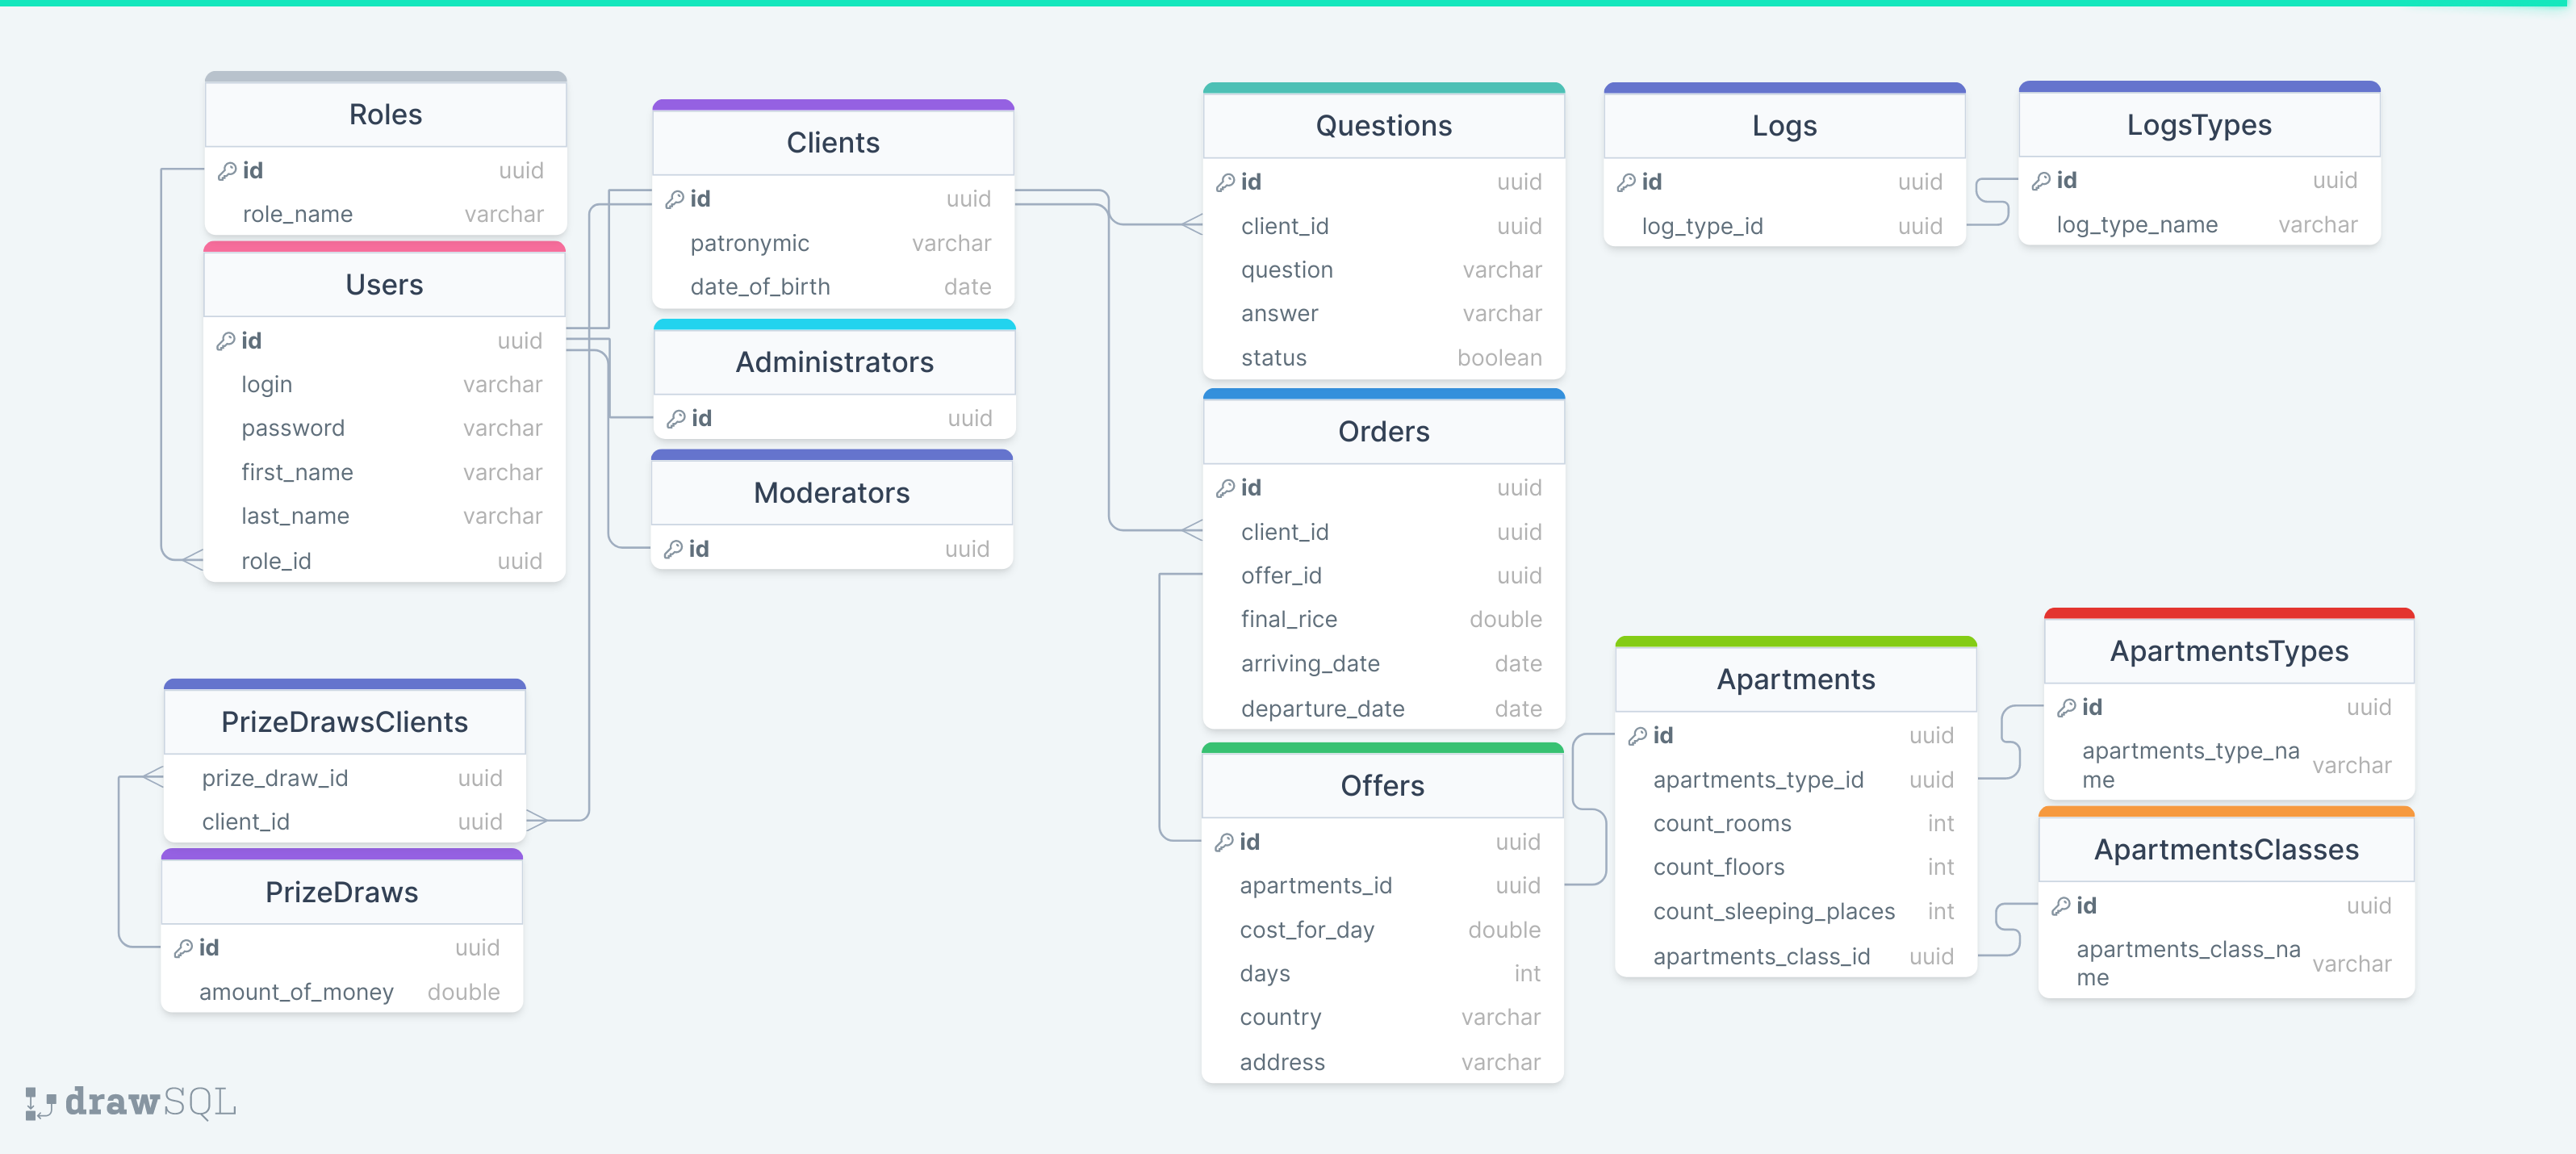 Roles
id uuid
role_name varchar
Users
id uuid
login varchar
password varchar
first_name varchar
last_name varchar
role_id uuid
PrizeDrawsClients
prize_draw_id uuid
client_id uuid
PrizeDraws
id uuid
amount_of_money double
Clients
id uuid
patronymic varchar
date_of_birth date
Administrators
id uuid
Moderators
id uuid
Questions
id uuid
client_id uuid
question varchar
answer varchar
status boolean
Orders
id uuid
client_id uuid
offer_id uuid
final_rice double
arriving_date date
departure_date date
Offers
id uuid
apartments_id uuid
cost_for_day double
days int
country varchar
address varchar
Logs
id uuid
log_type_id uuid
LogsTypes
id uuid
log_type_name varchar
Apartments
id uuid
apartments_type_id uuid
count_rooms int
count_floors int
count_sleeping_places int
apartments_class_id uuid
ApartmentsTypes
id uuid
apartments_type_na varchar
me
ApartmentsClasses
id uuid
apartments_class_na varchar
me
drawSQL